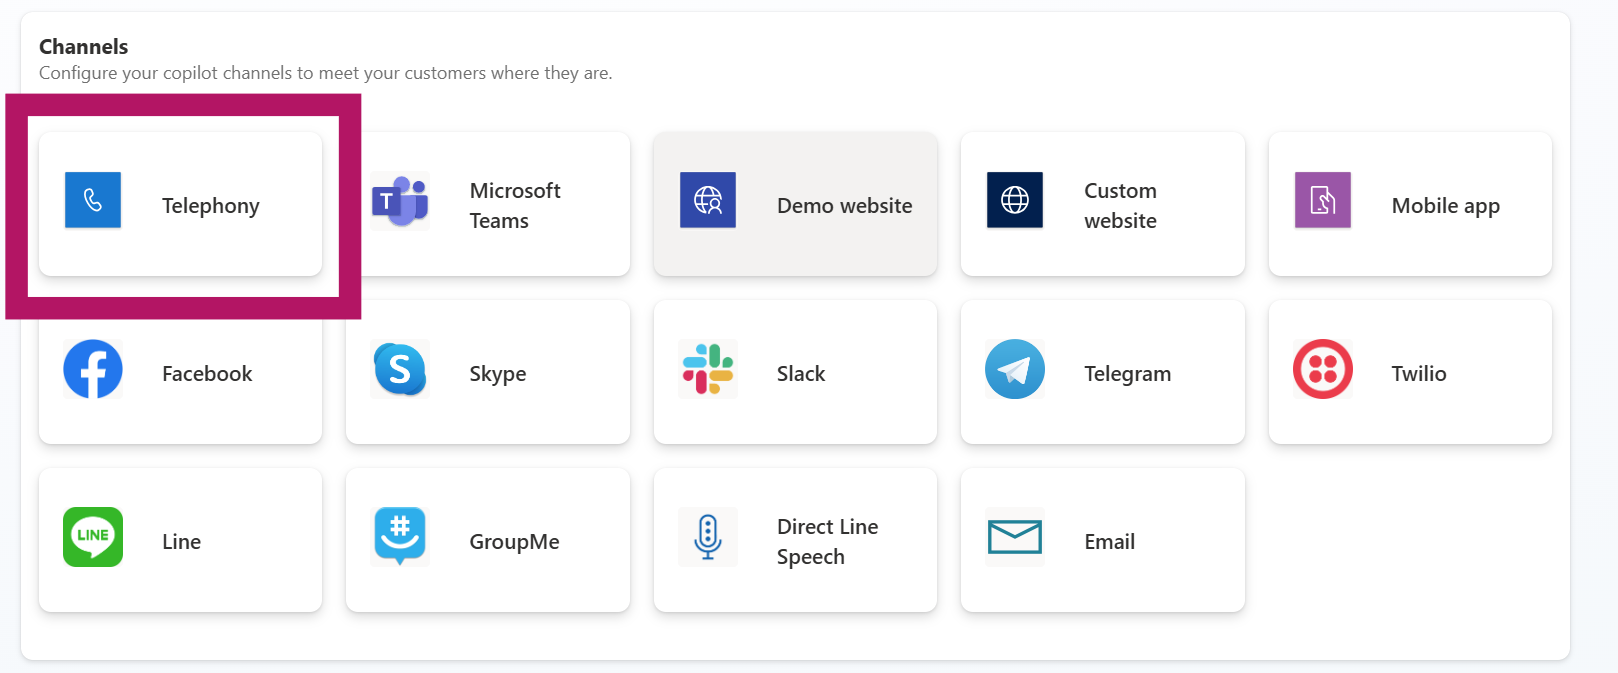 Channels
Configure your copilot channels to meet your customers where they are.
Telephony
Microsoft
Teams
Demo website
Custom
website
Mobile app
Facebook
Skype
Slack
Telegram
Twilio
LINE
Line
GroupMe
Direct Line
Speech
Email